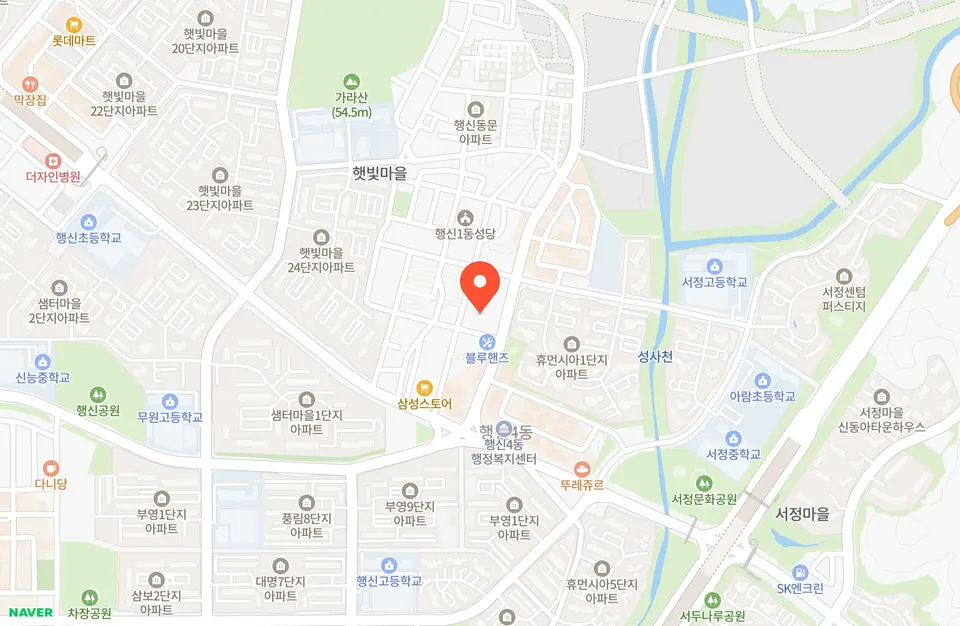 롯데마트
햇빛마을
20단지아파트
막장집
햇빛마을
22단지아파트
가라산
(54.5m)
행신동문
아파트
더자인병원
햇빛마을
햇빛마을
23단지아파트
행신초등학교
행신1동성당
햇빛마을
24단지아파트
서정고등학교
서정센텀
퍼스티지
샘터마을
2단지아파트
블루핸즈
휴먼시아1단지
아파트
성사천
신능중학교
행신공원
무원고등학교
샘터마을1단지
아파트
삼성스토어
아람초등학교
서정마을
신동아타운하우스
행신4동
행신4동
행정복지센터
서정중학교
다니당
뚜레쥬르
서정문화공원
부영1단지
아파트
풍림8단지
아파트
부영9단지
아파트
부영1단지
아파트
서정마을
삼보2단지
아파트
대명7단지
아파트
행신고등학교
휴먼시아5단지
아파트
SK엔크린
NAVER
차장공원
서두나루공원